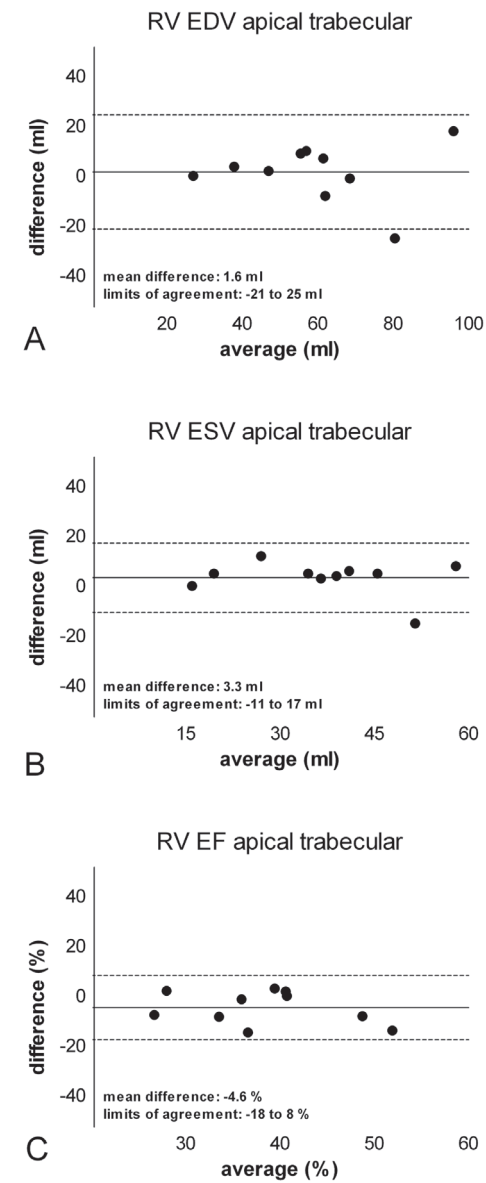 RV EDV apical trabecular
difference (ml)
40
20
0
-20
-40
mean difference: 1.6 ml
limits of agreement: -21 to 25 ml
20 40 60 80 100
average (ml)
A
RV ESV apical trabecular
difference (ml)
40
20
0
-20
-40
mean difference: 3.3 ml
limits of agreement: -11 to 17 ml
15 30 45 60
average (ml)
B
RV EF apical trabecular
difference (%)
40
20
0
-20
-40
mean difference: -4.6 %
limits of agreement: -18 to 8 %
30 40 50 60
average (%)
C